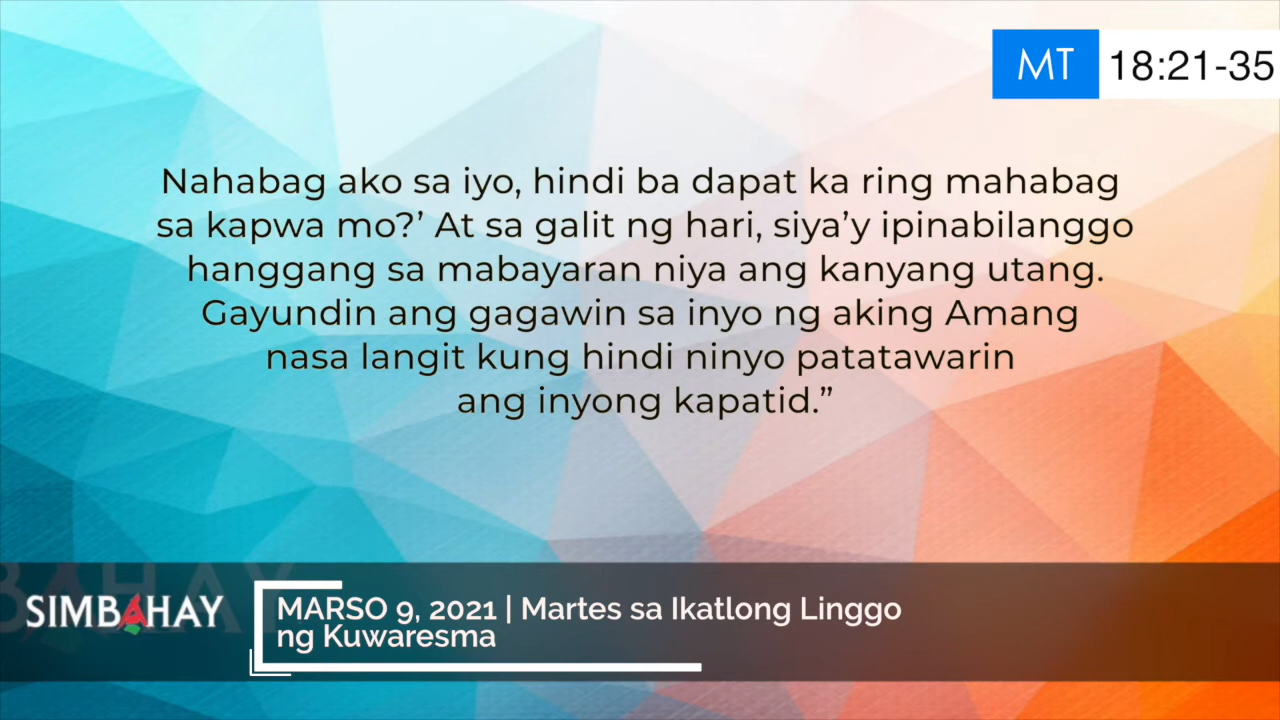 MT 18:21-35
Nahabag ako sa iyo, hindi ba dapat ka ring mahabag
sa kapwa mo?’ At sa galit ng hari, siya’y ipinabilanggo
hanggang sa mabayaran niya ang kanyang utang.
Gayundin ang gagawin sa inyo ng aking Amang
nasa langit kung hindi ninyo patatawarin
ang inyong kapatid.”
SIMBAHAY
MARSO 9, 2021 | Martes sa Ikatlong Linggo
ng Kuwaresma